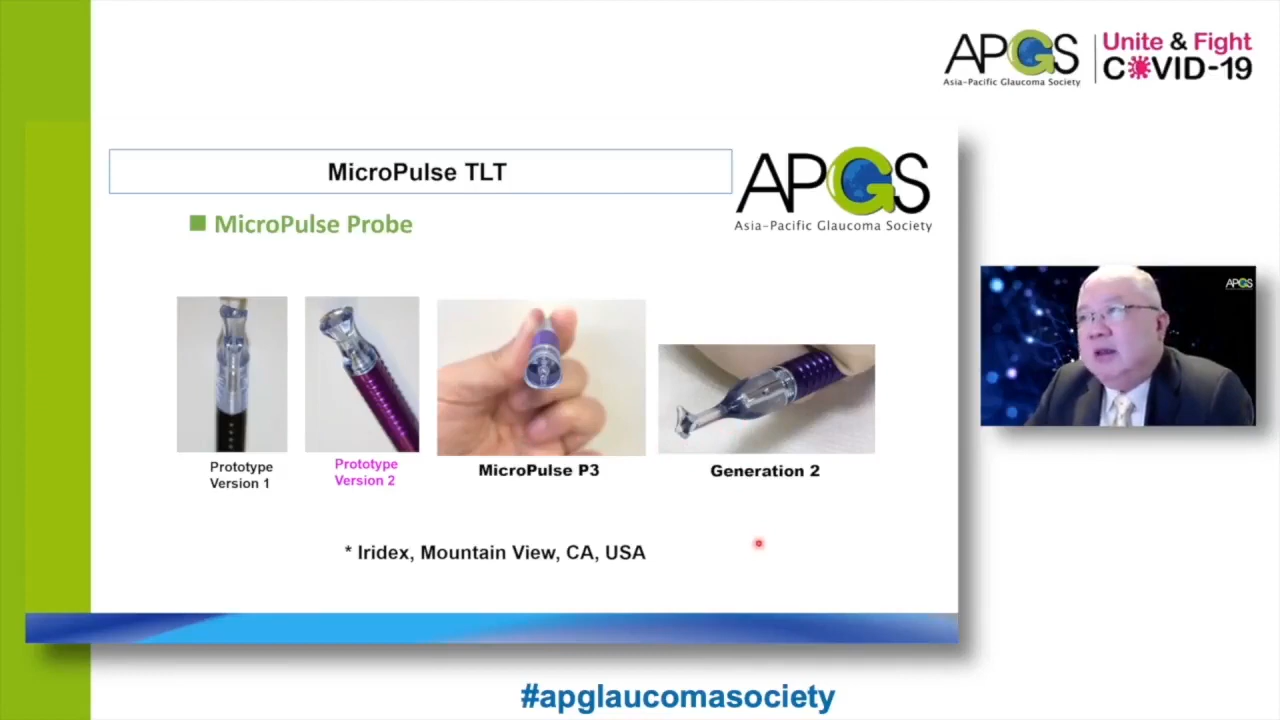 APGS
Asia-Pacific Glaucoma Society
Unite & Fight
COVID-19
MicroPulse TLT
APGS
Asia-Pacific Glaucoma Society
MicroPulse Probe
APGS
Prototype
Version 1
Prototype
Version 2
MicroPulse P3
Generation 2
* Iridex, Mountain View, CA, USA
#apglaucomasociety